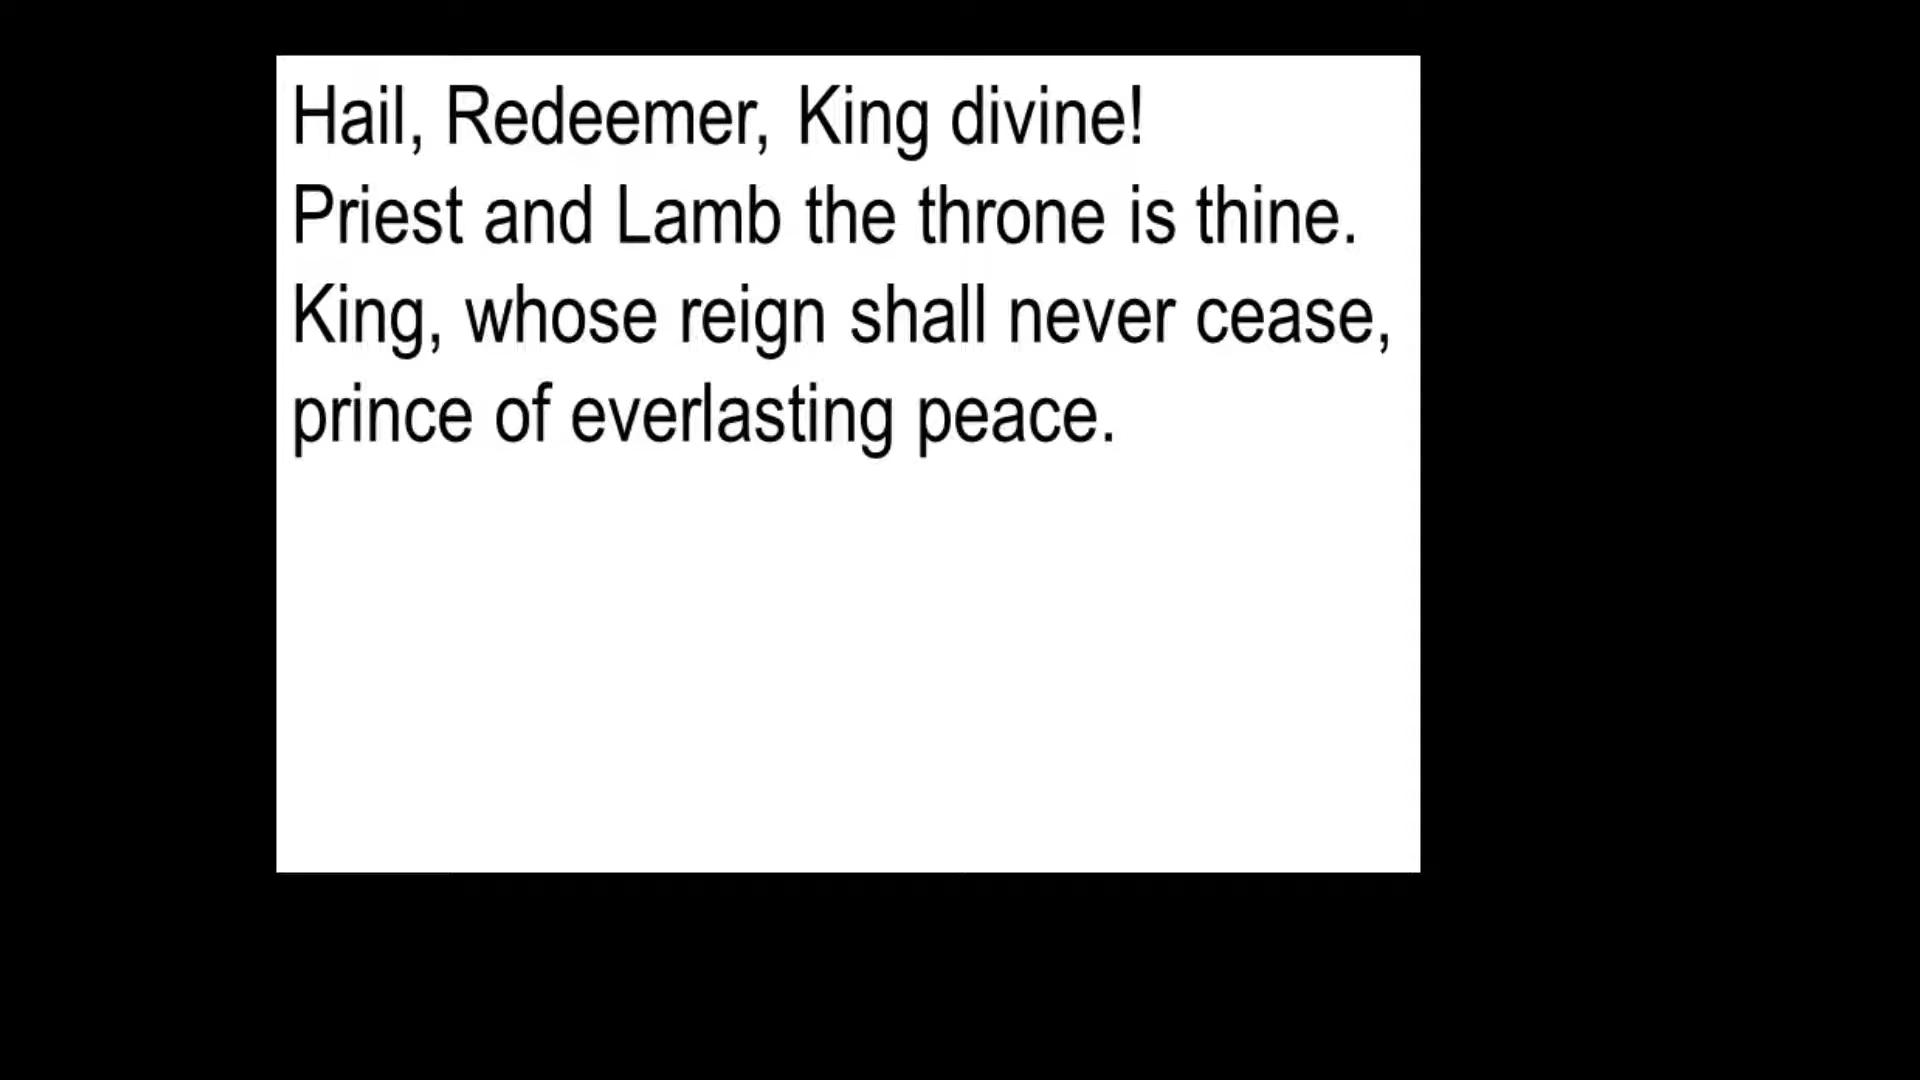 Hail, Redeemer, King divine!
Priest and Lamb the throne is thine.
King, whose reign shall never cease,
prince of everlasting peace.